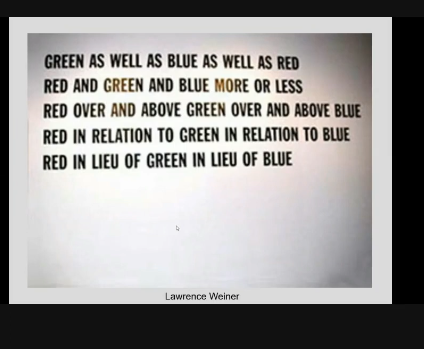 GREEN AS WELL AS BLUE AS WELL AS RED
RED AND GREEN AND BLUE MORE OR LESS
RED OVER AND ABOVE GREEN OVER AND ABOVE BLUE
RED IN RELATION TO GREEN IN RELATION TO BLUE
RED IN LIEU OF GREEN IN LIEU OF BLUE
Lawrence Weiner